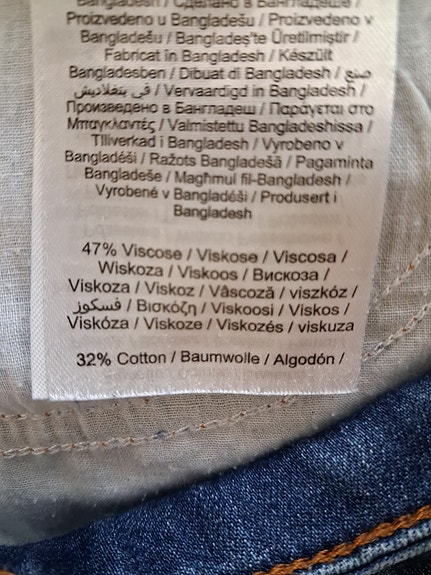 Bangladesh / Сделано в Бангладеше /
Proizvedeno u Bangladešu / Proizvedeno v
Bangladešu / Bangladeş'te Üretilmiştir /
Fabricat în Bangladesh / Készült
Bangladesben / Dibuat di Bangladesh / صنع
في بنغلاديش / Vervaardigd in Bangladesh /
Произведено в Бангладеш / Παράγεται στο
Μπαγκλαντές / Valmistettu Bangladeshissa /
Tillverkad i Bangladesh / Vyrobeno v
Bangladéši / Ražots Bangladešā / Pagaminta
Bangladeše / Magħmul fil-Bangladesh /
Vyrobené v Bangladéši / Produsert i
Bangladesh
47% Viscose / Viskose / Viscosa /
Wiskoza / Viskoos / Вискоза /
Viskoza / Viskoz / Vâscoză / viszkóz /
فسكوز / Βισκόζη / Viskoosi / Viskos /
Viskóza / Viskoze / Viskozės / viskuza
32% Cotton / Baumwolle / Algodón /